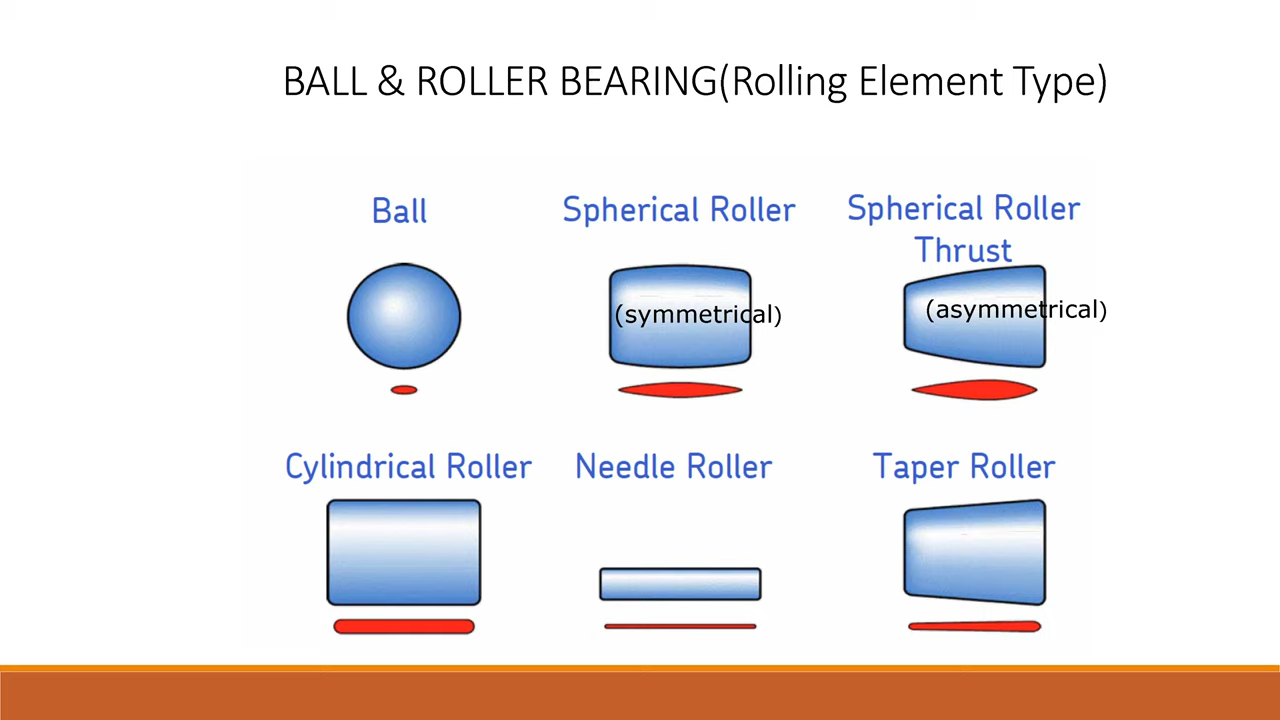 BALL & ROLLER BEARING(Rolling Element Type)
Ball
Spherical Roller
Spherical Roller
Thrust
(symmetrical)
(asymmetrical)
Cylindrical Roller
Needle Roller
Taper Roller